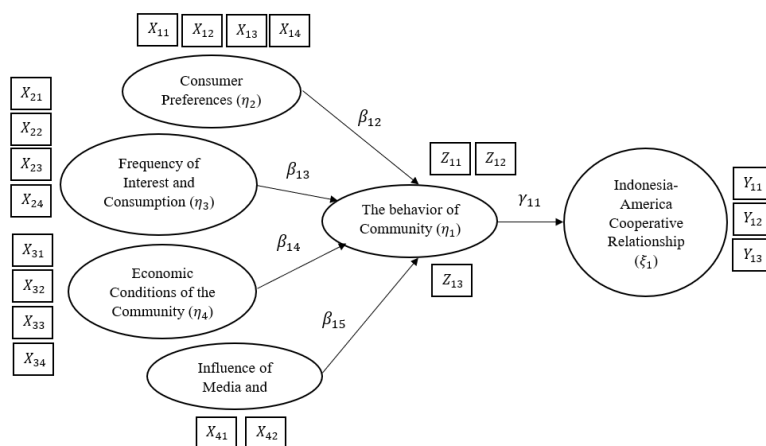 X₁₁ X₁₂ X₁₃ X₁₄
Consumer
Preferences (η₂)
β₁₂
X₂₁
X₂₂
X₂₃
X₂₄
Frequency of
Interest and
Consumption (η₃)
β₁₃
Z₁₁ Z₁₂
The behavior of
Community (η₁)
γ₁₁
Indonesia-
America
Cooperative
Relationship
(ξ₁)
Y₁₁
Y₁₂
Y₁₃
X₃₁
X₃₂
X₃₃
X₃₄
Economic
Conditions of the
Community (η₄)
β₁₄
Z₁₃
β₁₅
Influence of
Media and
X₄₁ X₄₂